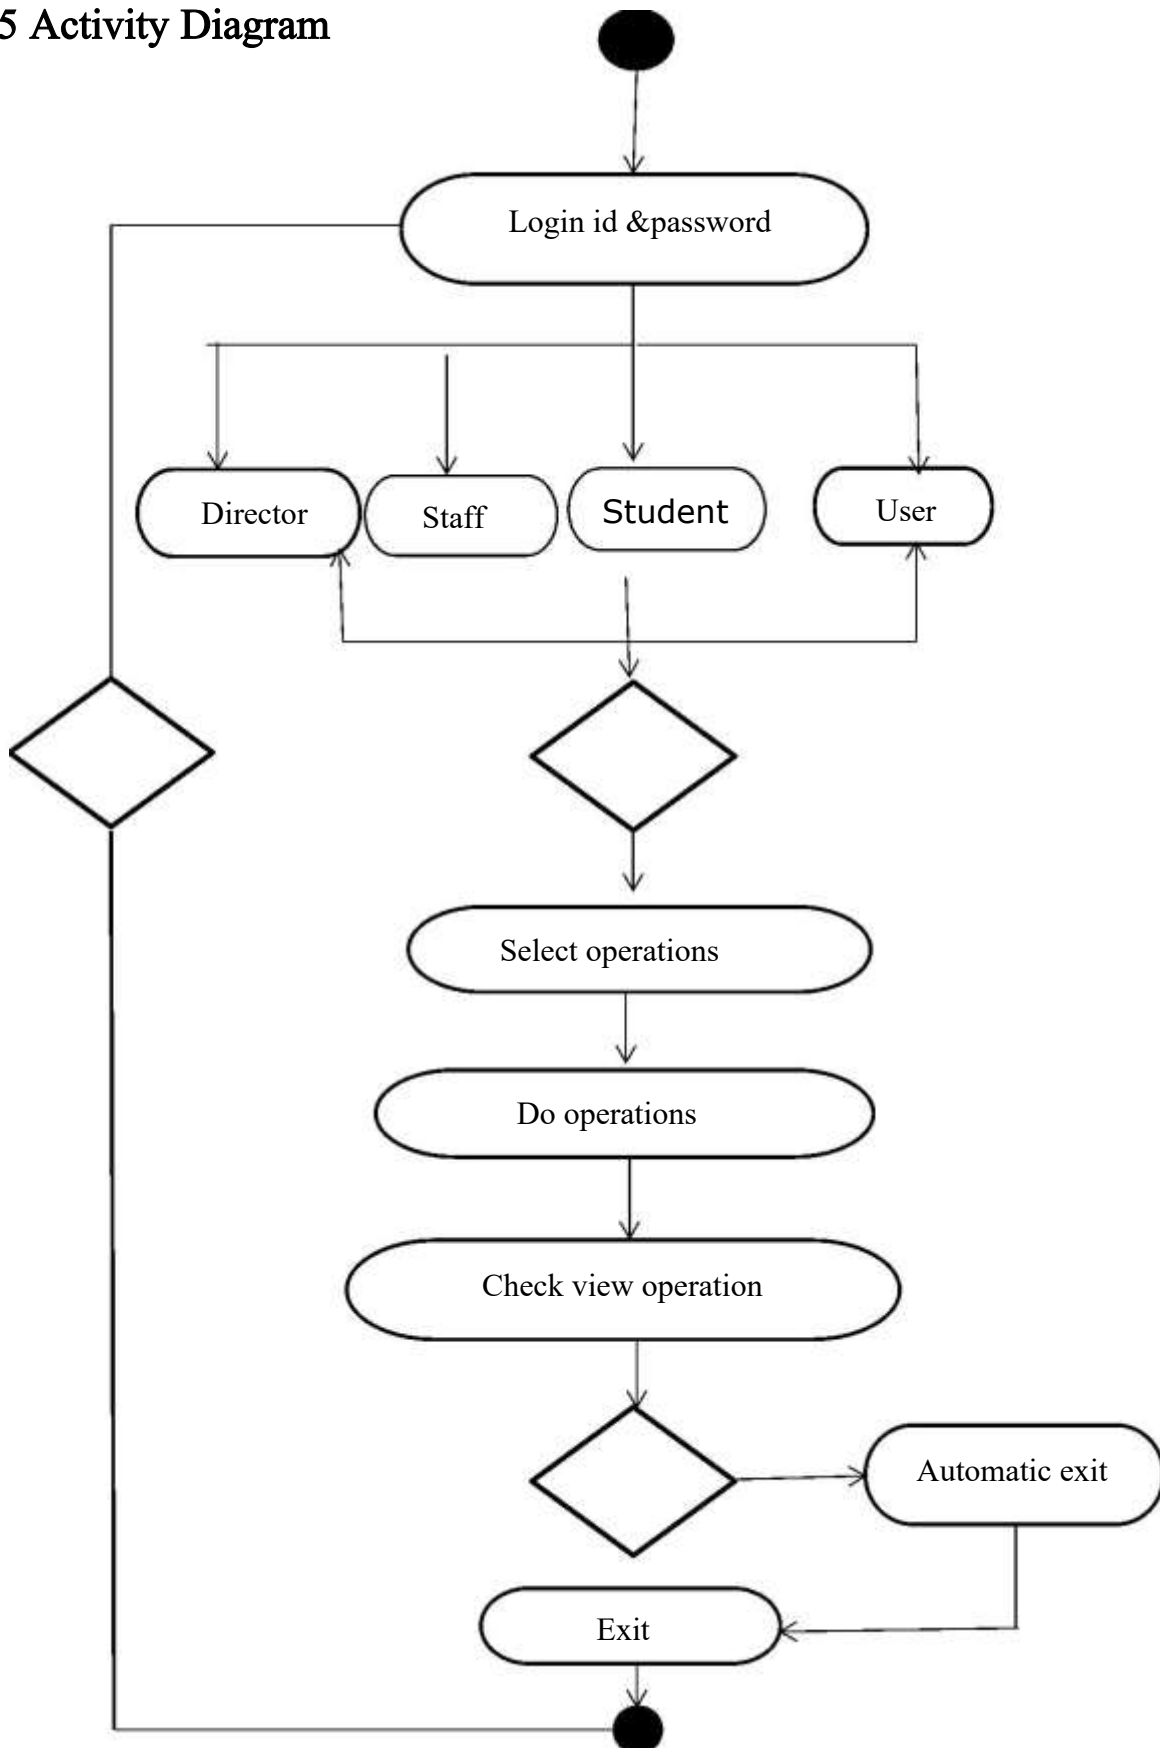 5 Activity Diagram
Login id &password
Director
Staff
Student
User
Select operations
Do operations
Check view operation
Automatic exit
Exit